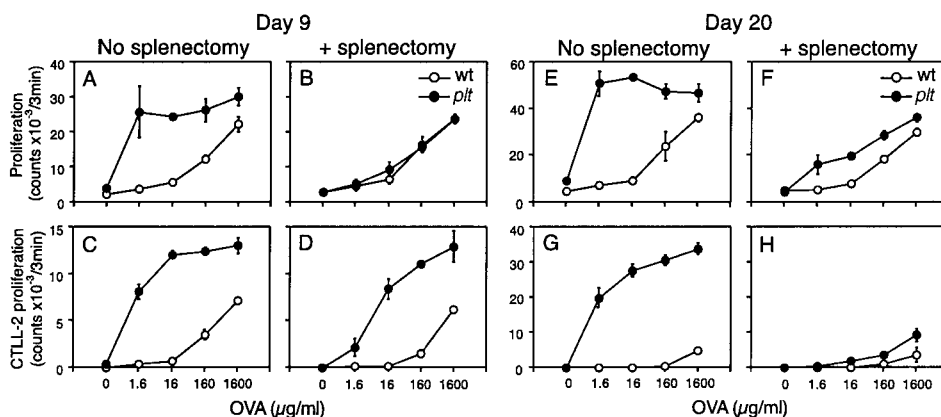 Day 9
Day 20
No splenectomy
+ splenectomy
No splenectomy
+ splenectomy
Proliferation
(counts x10-3/3min)
40
30
20
10
0
A
B
wt
plt
60
40
20
0
E
F
wt
plt
CTLL-2 proliferation
(counts x10-3/3min)
15
10
5
0
C
D
40
30
20
10
0
G
H
0 1.6 16 160 1600
0 1.6 16 160 1600
0 1.6 16 160 1600
0 1.6 16 160 1600
OVA (μg/ml)
OVA (μg/ml)